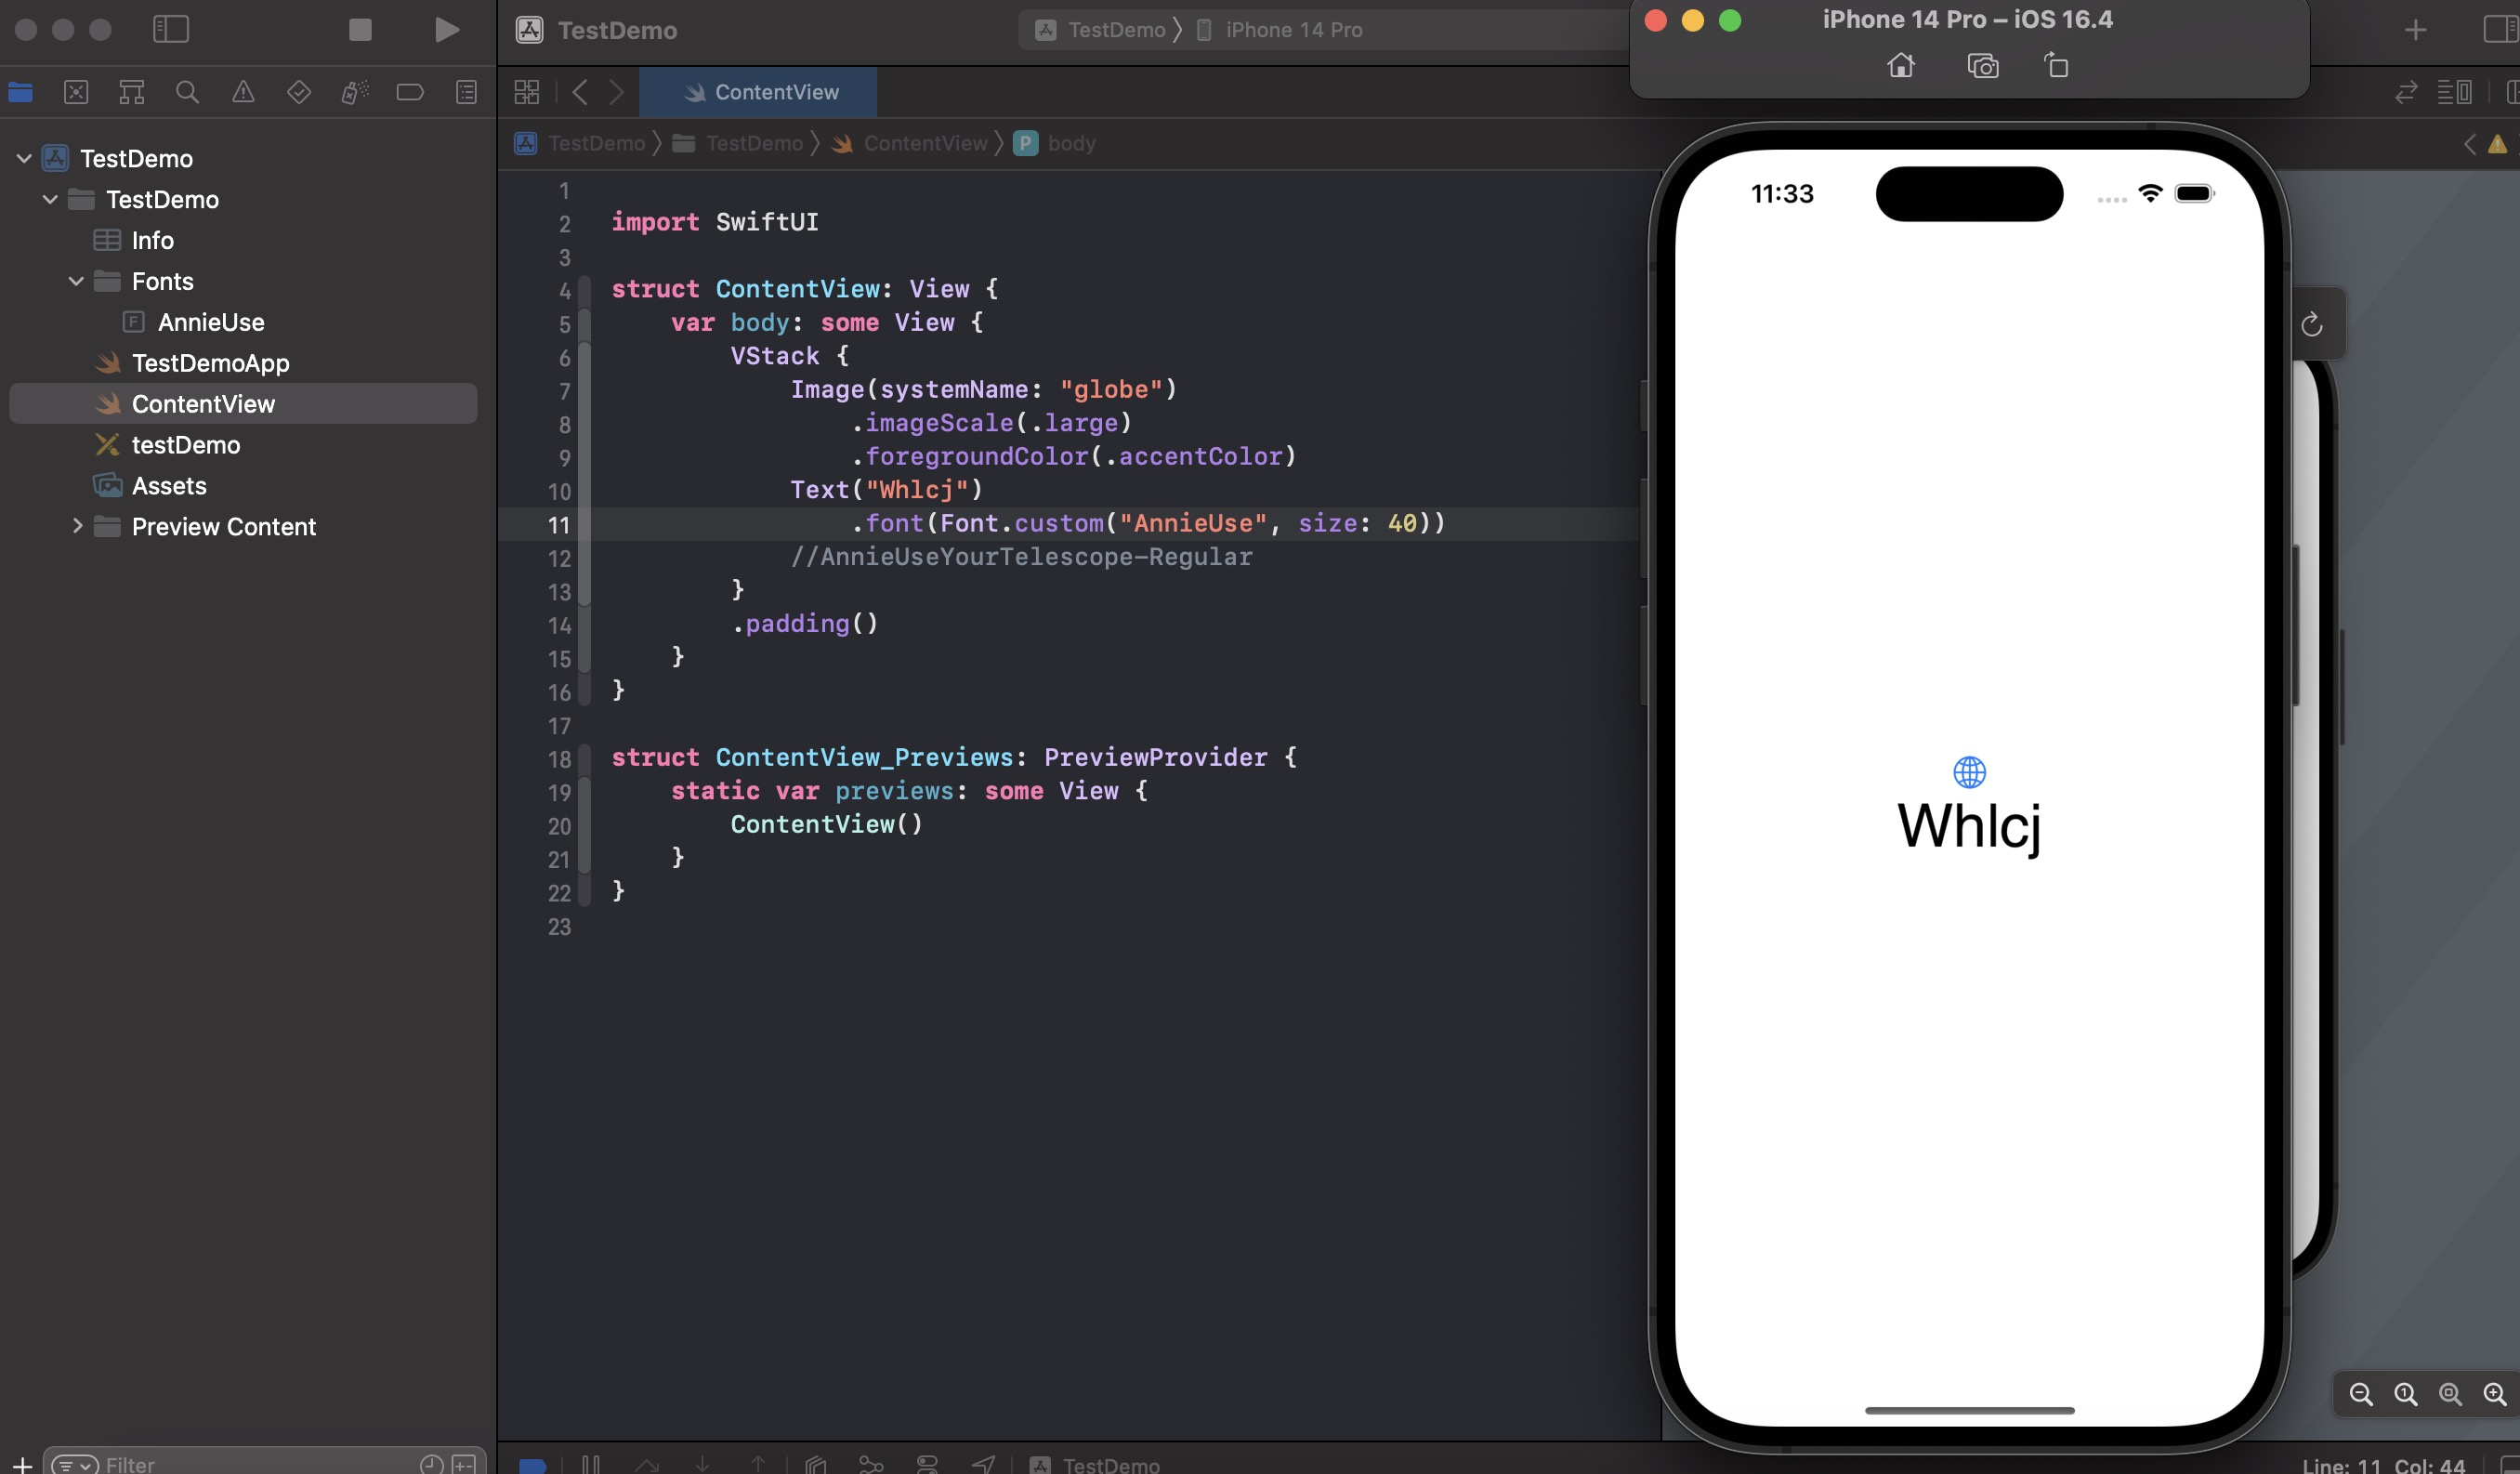 TestDemo
TestDemo
Info
Fonts
AnnieUse
TestDemoApp
ContentView
testDemo
Assets
Preview Content
Filter
TestDemo
TestDemo 〉 iPhone 14 Pro
ContentView
TestDemo 〉 TestDemo 〉 ContentView 〉 P body
1
2 import SwiftUI
3
4 struct ContentView: View {
5 var body: some View {
6 VStack {
7 Image(systemName: "globe")
8 .imageScale(.large)
9 .foregroundColor(.accentColor)
10 Text("Whlcj")
11 .font(Font.custom("AnnieUse", size: 40))
12 //AnnieUseYourTelescope-Regular
13 }
14 .padding()
15 }
16 }
17
18 struct ContentView_Previews: PreviewProvider {
19 static var previews: some View {
20 ContentView()
21 }
22 }
23
TestDemo
Line: 11 Col: 44
iPhone 14 Pro – iOS 16.4
11:33
Whlcj